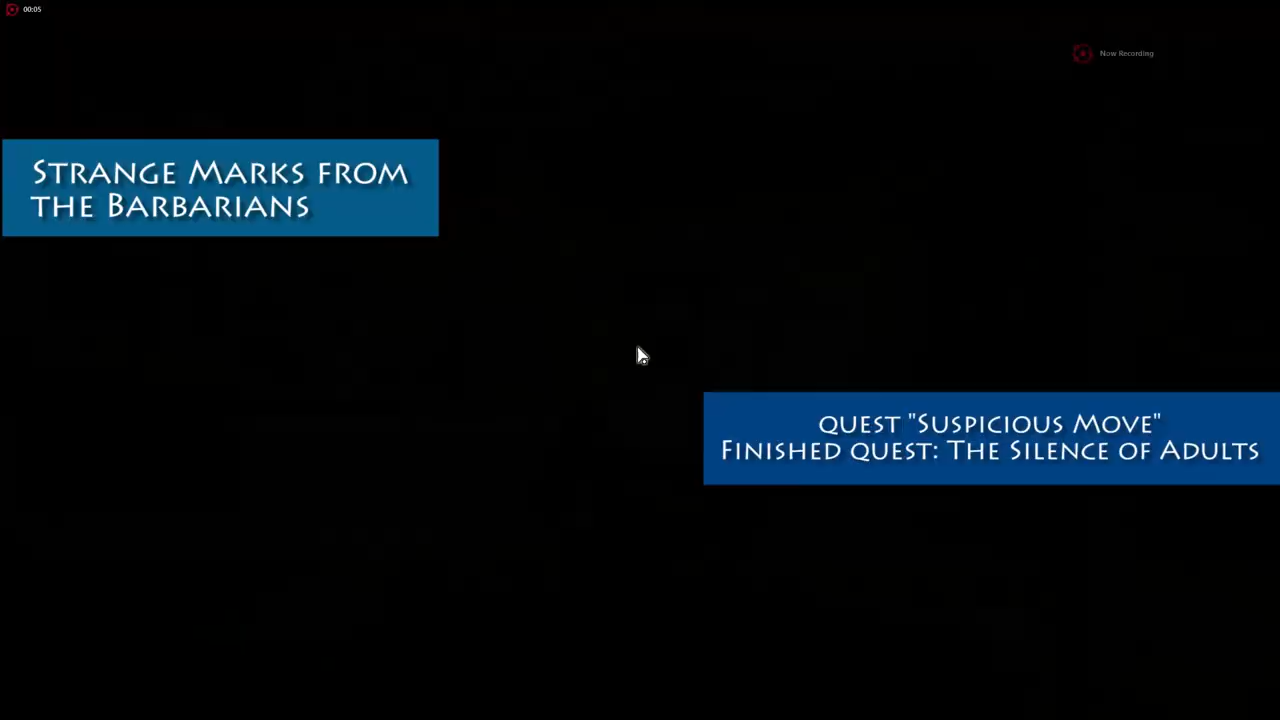 00:05
Now Recording
Strange Marks from
the Barbarians
quest "Suspicious Move"
Finished quest: The Silence of Adults